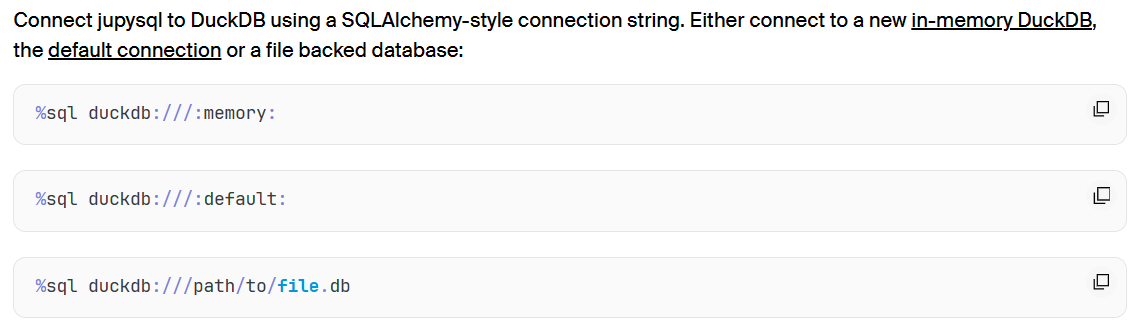 Connect jupysql to DuckDB using a SQLAlchemy-style connection string. Either connect to a new in-memory DuckDB,
the default connection or a file backed database:
%sql duckdb:///:memory:
%sql duckdb:///:default:
%sql duckdb:///path/to/file.db